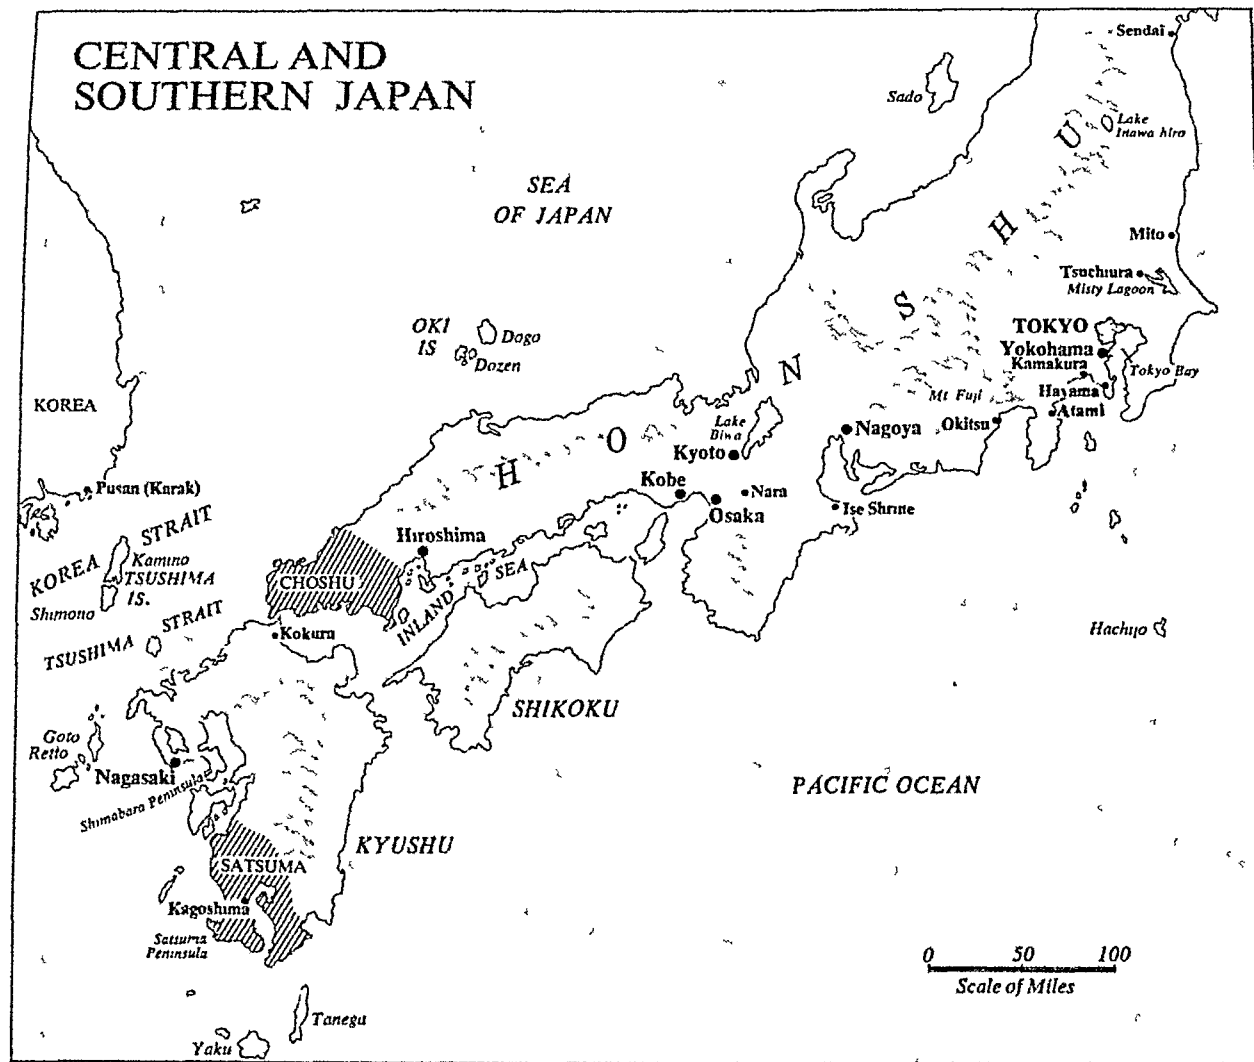 CENTRAL AND
SOUTHERN JAPAN
Sendai
Sado
Lake
Inawa hiro
SEA
OF JAPAN
Mito
Tsuchiura
Misty Lagoon
OKI
IS
Dogo
Dozen
TOKYO
Yokohama
Kamakura
Tokyo Bay
Hayama
Atami
Mt Fuji
Okitsu
KOREA
HONSHU
Lake
Biwa
Nagoya
Kyoto
Kobe
Nara
Osaka
Ise Shrine
Pusan (Karak)
KOREA STRAIT
Kamino
TSUSHIMA
IS.
Shimono
Hiroshima
CHOSHU
INLAND SEA
TSUSHIMA STRAIT
Kokura
Hachijo
SHIKOKU
Goto
Retto
Nagasaki
Shimabara Peninsula
PACIFIC OCEAN
KYUSHU
SATSUMA
Kagoshima
Satsuma
Peninsula
0 50 100
Scale of Miles
Tanega
Yaku